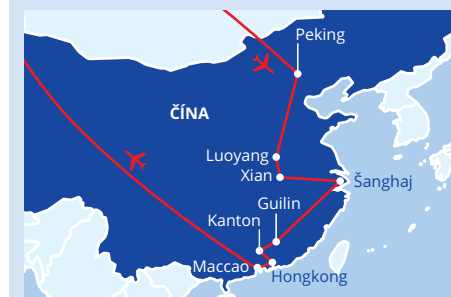 Peking
ČÍNA
Luoyang
Xian
Šanghaj
Guilin
Kanton
Maccao
Hongkong